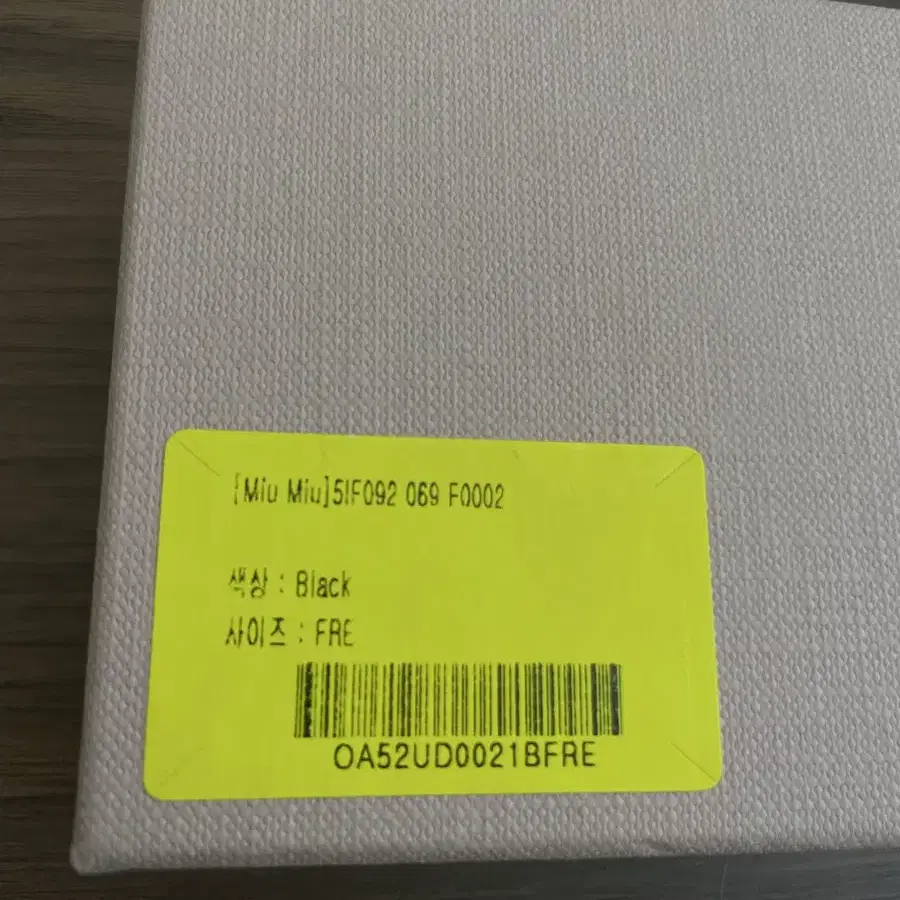 [Miu Miu]5IF092 069 F0002
색상 : Black
사이즈 : FRE
OA52UD0021BFRE